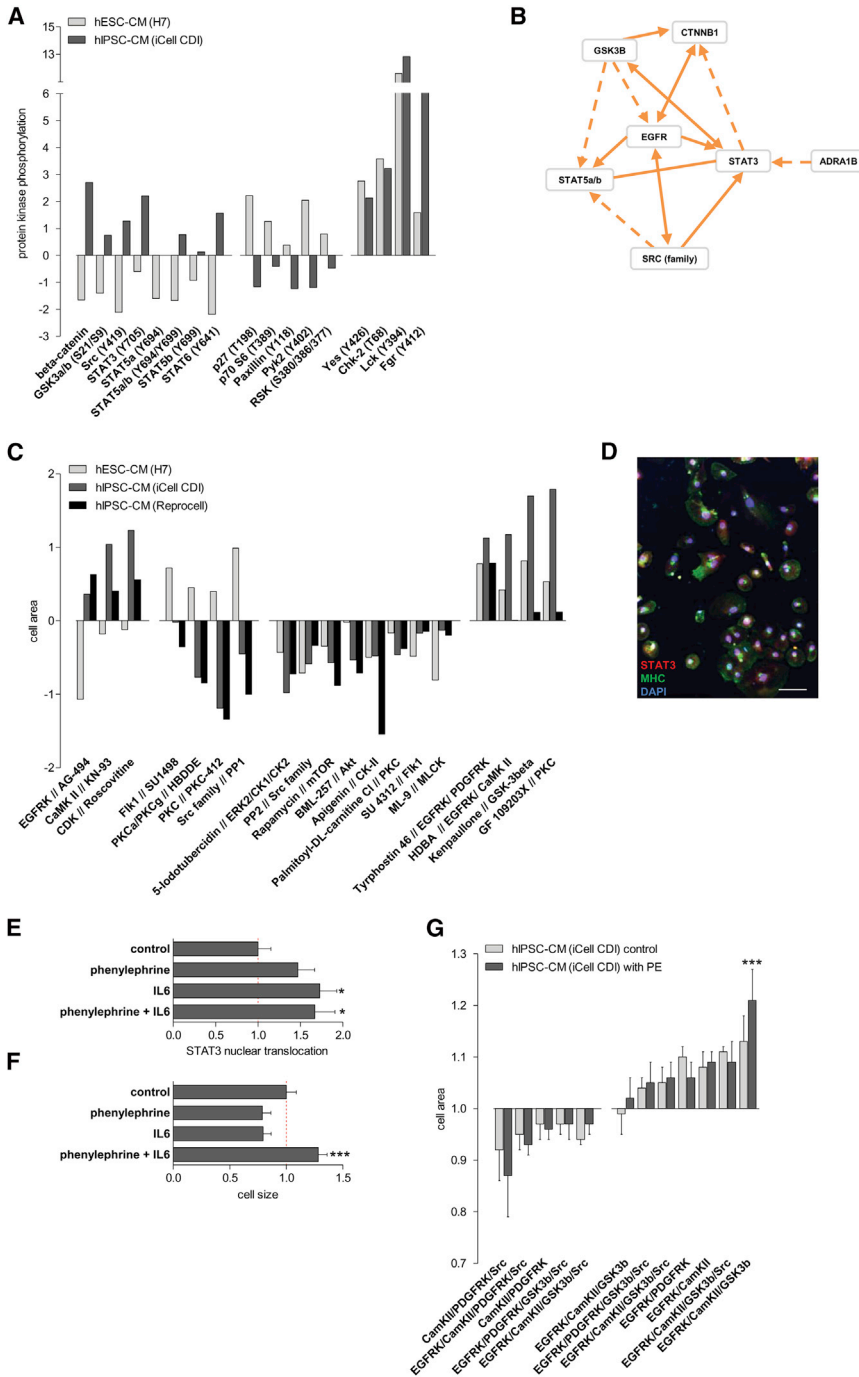 A
hESC-CM (H7)
hIPSC-CM (iCell CDI)
protein kinase phosphorylation
15
13
11
9
6
5
4
3
2
1
0
-1
-2
-3
beta-catenin
GSK3a/b (S21/S9)
Src (Y419)
STAT3 (Y705)
STAT5a (Y694)
STAT5a/b (Y694/Y699)
STAT5b (Y699)
STAT6 (Y641)
p27 (T198)
p70 S6 (T389)
Paxillin (Y118)
Pyk2 (Y402)
RSK (S380/386/377)
Yes (Y426)
Chk-2 (T68)
Lck (Y394)
Fgr (Y412)
B
CTNNB1
GSK3B
EGFR
STAT3
ADRA1B
STAT5a/b
SRC (family)
C
hESC-CM (H7)
hIPSC-CM (iCell CDI)
hIPSC-CM (Reprocell)
cell area
2
1
0
-1
-2
EGFRK // AG-494
CaMK II // KN-93
CDK // Roscovitine
Flk1 // SU1498
PKCa/PKCg // HBDDE
PKC // PKC-412
Src family // PP1
5-Iodotubercidin // ERK2/CK1/CK2
PP2 // Src family
Rapamycin // mTOR
BML-257 // Akt
Apigenin // CK-II
Palmitoyl-DL-carnitine Cl // PKC
SU 4312 // Flk1
ML-9 // MLCK
Tyrphostin 46 // EGFRK/ PDGFRK
HDBA // EGFRK/ CaMK II
Kenpaullone // GSK-3beta
GF 109203X // PKC
D
STAT3
MHC
DAPI
E
control
phenylephrine
IL6
*
phenylephrine + IL6
*
0.0
0.5
1.0
1.5
2.0
STAT3 nuclear translocation
F
control
phenylephrine
IL6
phenylephrine + IL6
***
0.0
0.5
1.0
1.5
cell size
G
hIPSC-CM (iCell CDI) control
hIPSC-CM (iCell CDI) with PE
***
cell area
1.3
1.2
1.1
1.0
0.9
0.8
0.7
CamKII/PDGFRK/Src
EGFRK/CamKII/PDGFRK/Src
CamKII/PDGFRK
EGFRK/PDGFRK/GSK3b/Src
EGFRK/CamKII/GSK3b/Src
EGFRK/CamKII/GSK3b
EGFRK/PDGFRK/GSK3b/Src
EGFRK/CamKII/GSK3b/Src
EGFRK/PDGFRK
EGFRK/CamKII
EGFRK/CamKII/GSK3b/Src
EGFRK/CamKII/GSK3b